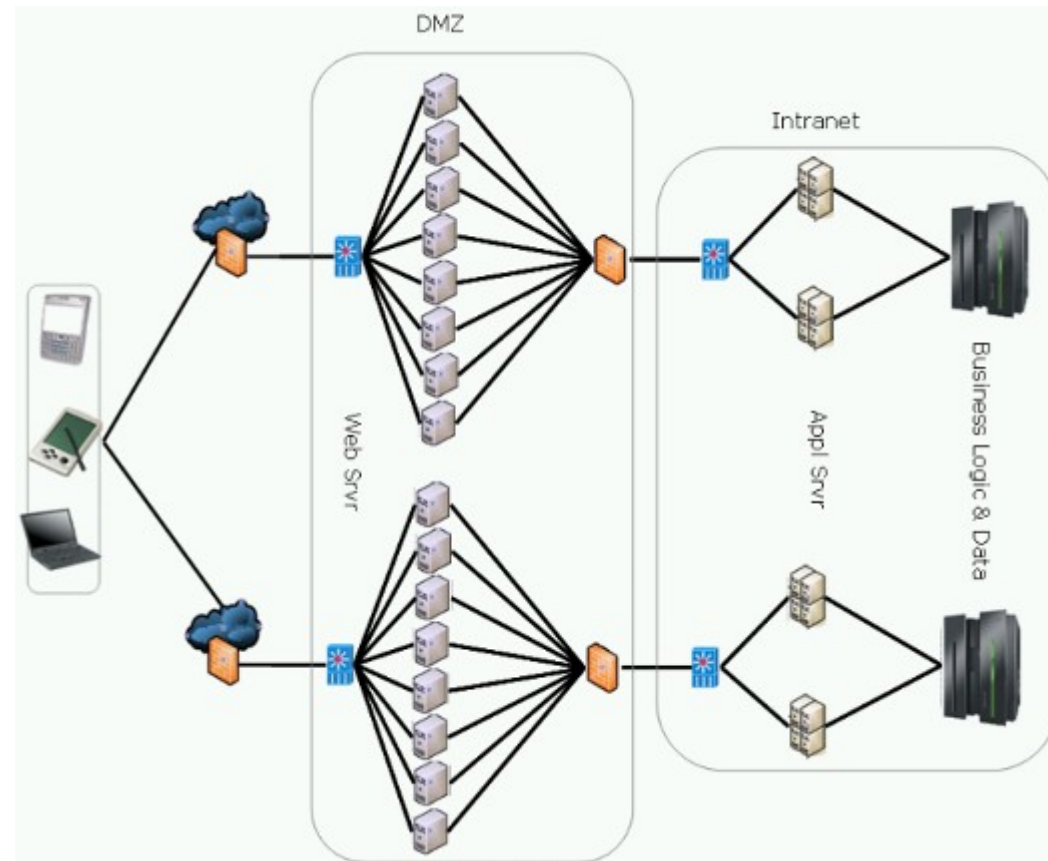 DMZ
Intranet
Web Srvr
Appl Srvr
Business Logic & Data